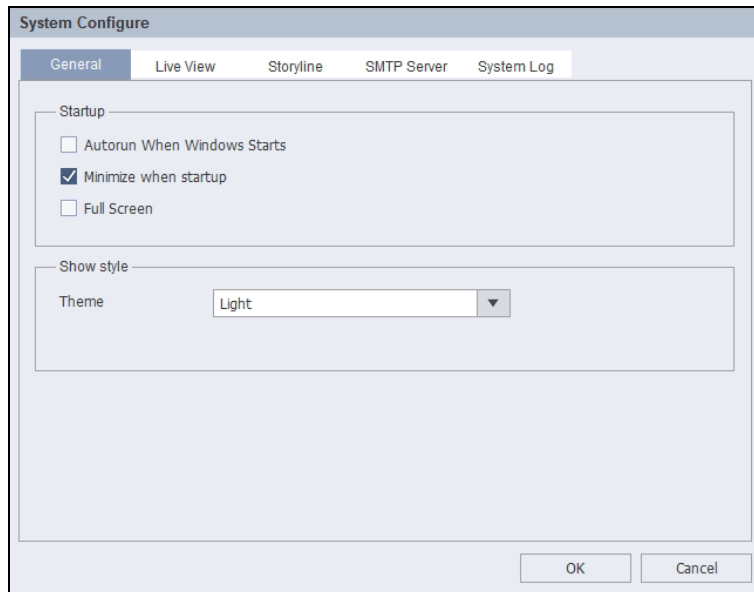 System Configure
General Live View Storyline SMTP Server System Log
Startup
Autorun When Windows Starts
Minimize when startup
Full Screen
Show style
Theme Light
OK Cancel